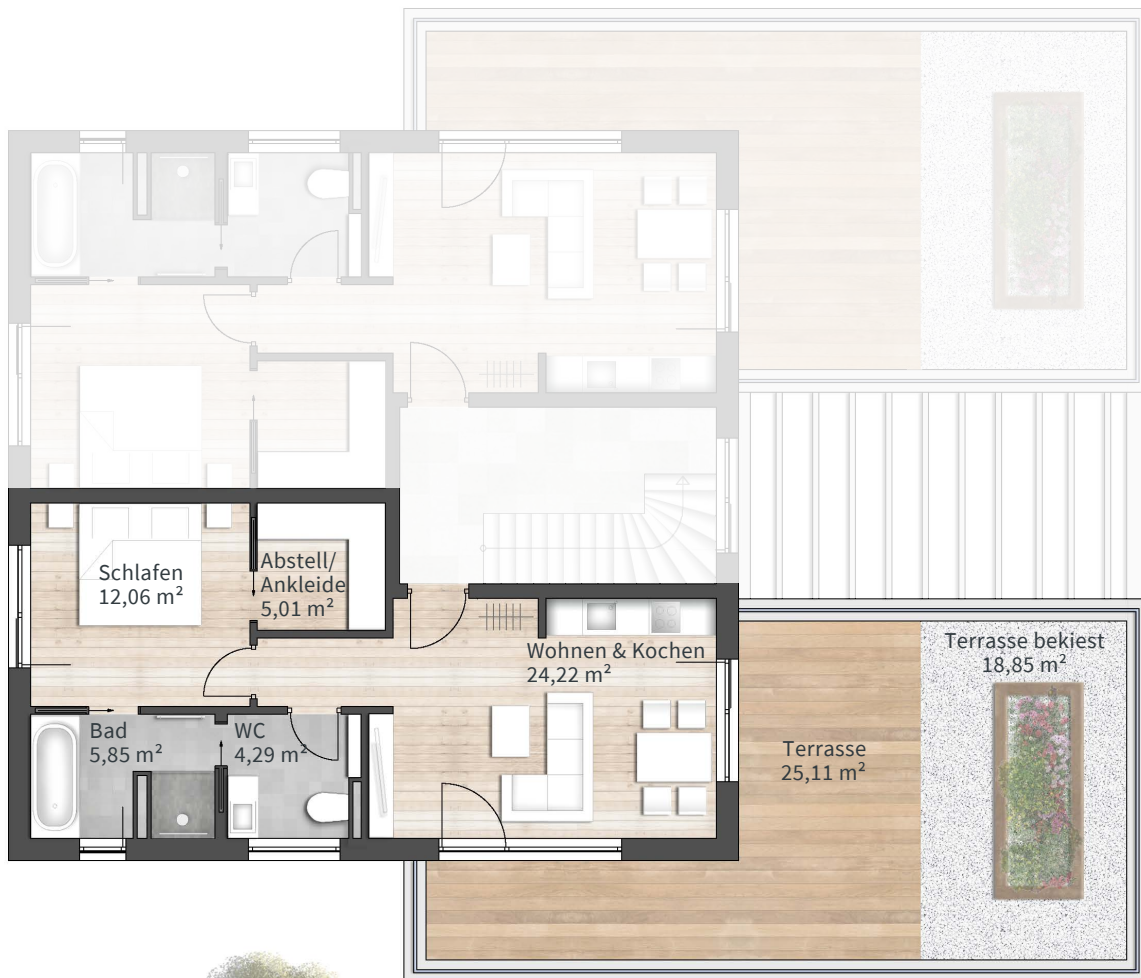 Schlafen
12,06 m²
Abstell/
Ankleide
5,01 m²
Wohnen & Kochen
24,22 m²
Terrasse bekiest
18,85 m²
Bad
5,85 m²
WC
4,29 m²
Terrasse
25,11 m²